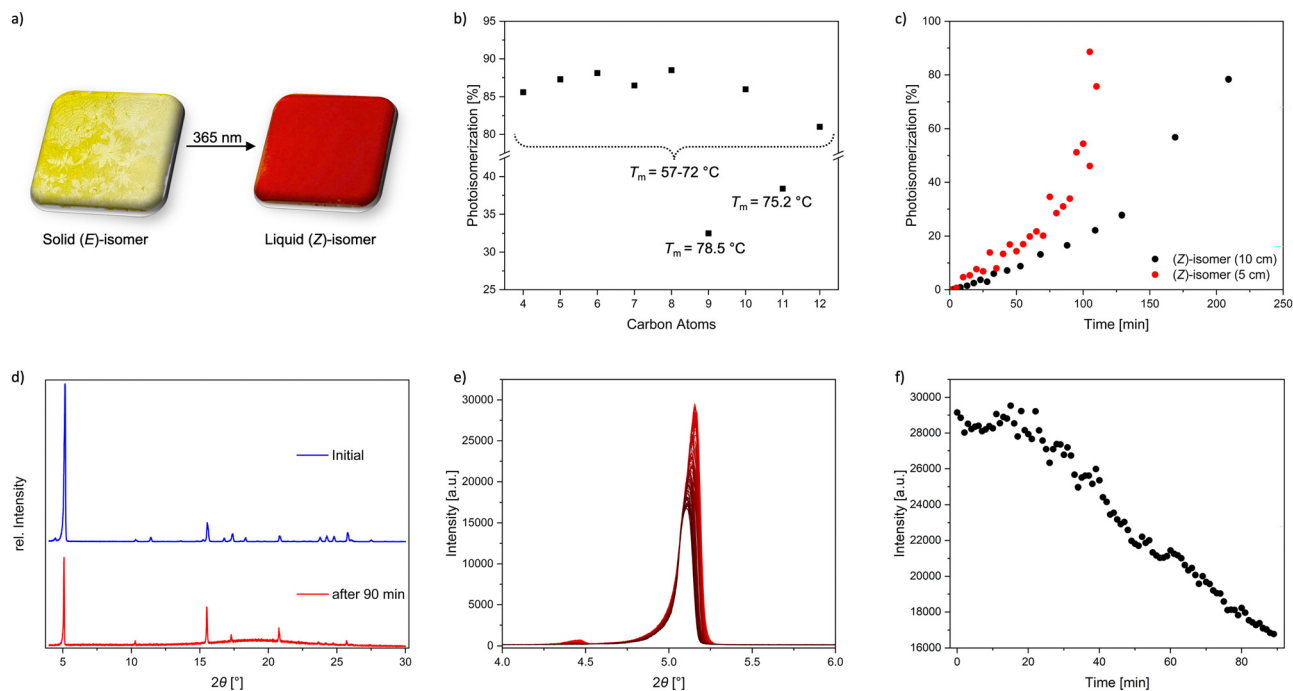 a)
365 nm
Solid (E)-isomer
Liquid (Z)-isomer
b)
Photoisomerization [%]
95
90
85
80
35
30
25
4 5 6 7 8 9 10 11 12
Carbon Atoms
Tm = 57-72 °C
Tm = 75.2 °C
Tm = 78.5 °C
c)
Photoisomerization [%]
100
80
60
40
20
0
0 50 100 150 200 250
Time [min]
(Z)-isomer (10 cm)
(Z)-isomer (5 cm)
d)
rel. Intensity
Initial
after 90 min
5 10 15 20 25 30
2θ [°]
e)
Intensity [a.u.]
30000
25000
20000
15000
10000
5000
0
4.0 4.5 5.0 5.5 6.0
2θ [°]
f)
Intensity [a.u.]
30000
28000
26000
24000
22000
20000
18000
16000
0 20 40 60 80
Time [min]